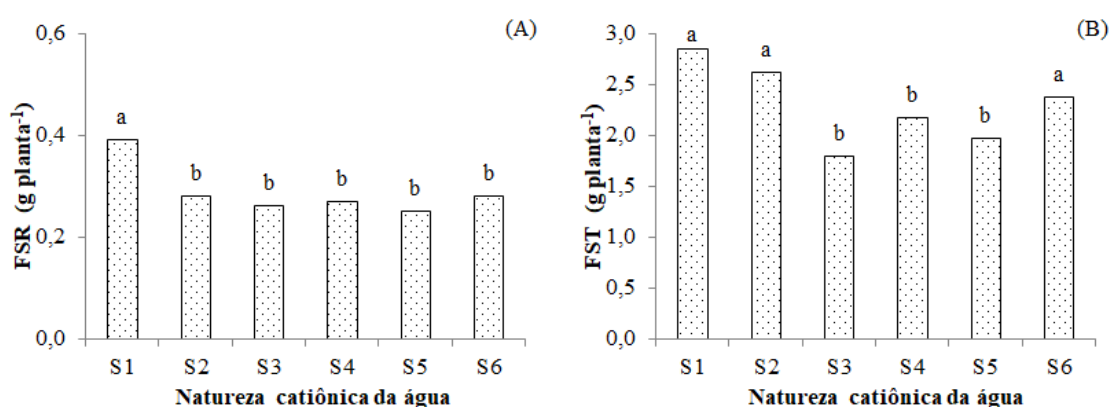 (A)
0,6
0,4
0,2
0,0
FSR (g planta⁻¹)
a
b
b
b
b
b
S1 S2 S3 S4 S5 S6
Natureza catiônica da água
(B)
3,0
2,5
2,0
1,5
1,0
0,5
0,0
FST (g planta⁻¹)
a
a
b
b
b
a
S1 S2 S3 S4 S5 S6
Natureza catiônica da água